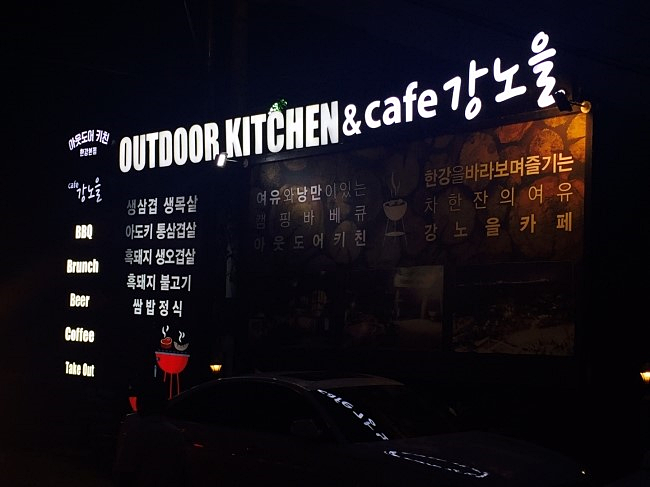 OUTDOOR KITCHEN & cafe 강노을
아웃도어 키친
한강본점
cafe
강노을
BBQ
Brunch
Beer
Coffee
Take Out
생삼겹 생목살
아도키 통삼겹살
흑돼지 생오겹살
흑돼지 불고기
쌈밥정식
여유와낭만이있는
캠핑바베큐
아웃도어키친
한강을바라보며즐기는
차한잔의여유
강노을카페